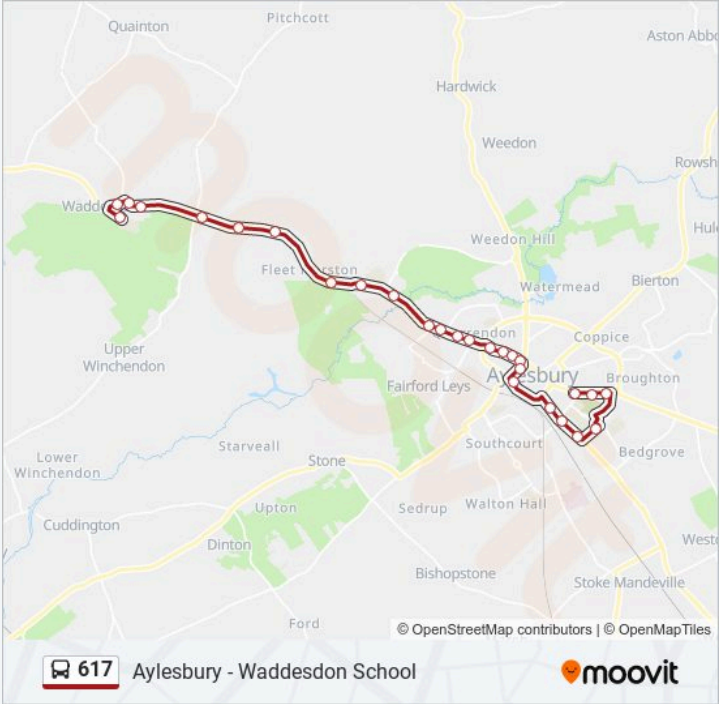 Pitchcott
Quainton
Aston Abbo
Hardwick
Weedon
Rowsh
Wadde
Hul
Weedon Hill
Fleet Marston
Bierton
Watermead
Coppice
Upper
Winchendon
Aylesbury
Broughton
Fairford Leys
Southcourt
Starveall
Bedgrove
Lower
Winchendon
Stone
Upton
Sedrup
Walton Hall
Cuddington
Dinton
West
Bishopstone
Stoke Mandeville
Ford
© OpenStreetMap contributors | © OpenMapTiles
617 Aylesbury - Waddesdon School
moovit